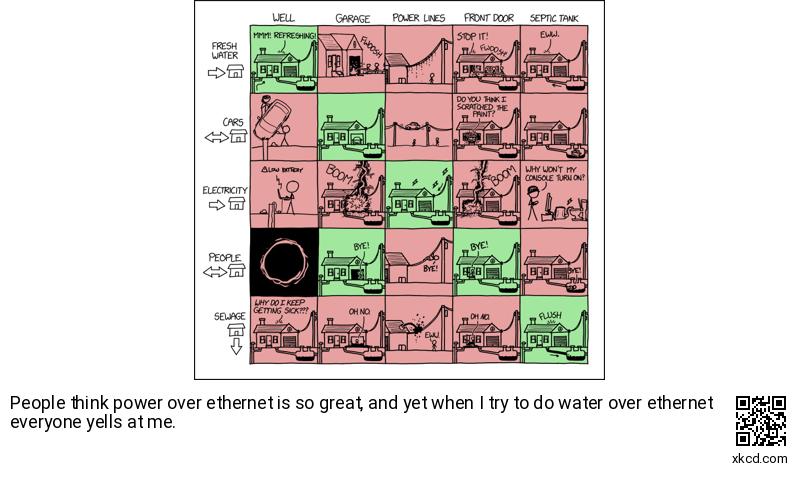 WELL GARAGE POWER LINES FRONT DOOR SEPTIC TANK
FRESH
WATER
MMM! REFRESHING!
FWOOSH
STOP IT!
FWOOSH
EWW.
CARS
DO YOU THINK I
SCRATCHED THE
PAINT?
ELECTRICITY
LOW BATTERY
BOOM
BOOM
WHY WON'T MY
CONSOLE TURN ON?
PEOPLE
BYE!
BYE!
BYE!
BYE!
SEWAGE
WHY DO I KEEP
GETTING SICK???
OH NO.
EWW
OH NO.
FLUSH
People think power over ethernet is so great, and yet when I try to do water over ethernet
everyone yells at me.
xkcd.com